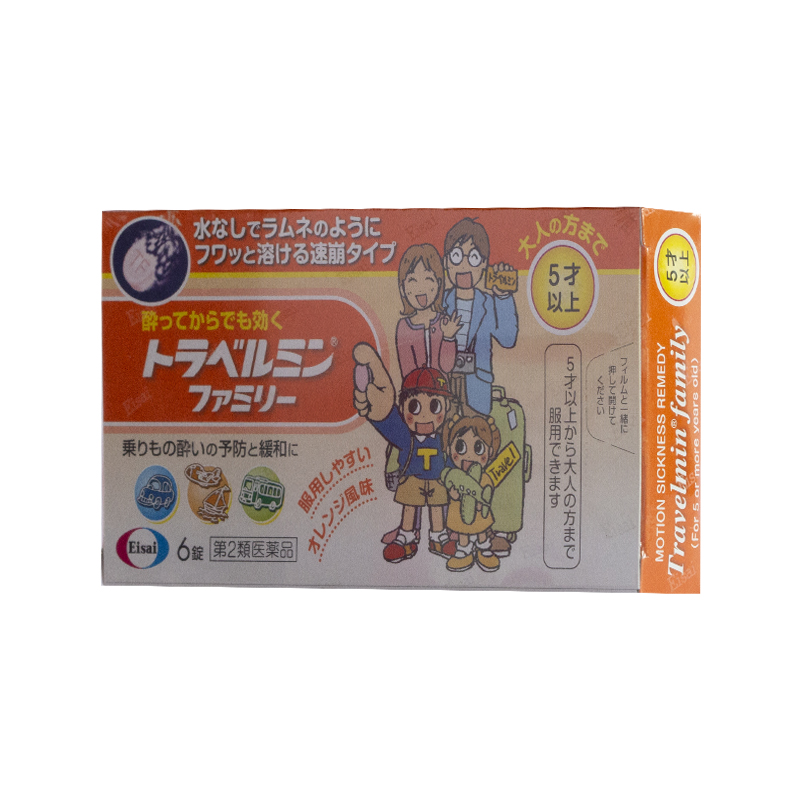 水なしでラムネのように
フワッと溶ける速崩タイプ
酔ってからでも効く
トラベルミン®
ファミリー
乗りもの酔いの予防と緩和に
服用しやすい
オレンジ風味
Eisai
6錠
第2類医薬品
大人の方まで
5才
以上
トラベルミン
T
Travel!
5才以上から大人の方まで
服用できます
フィルムと一緒に
押して開けて
ください
5才
以上
MOTION SICKNESS REMEDY
Travelmin® family
(For 5 or more years old)